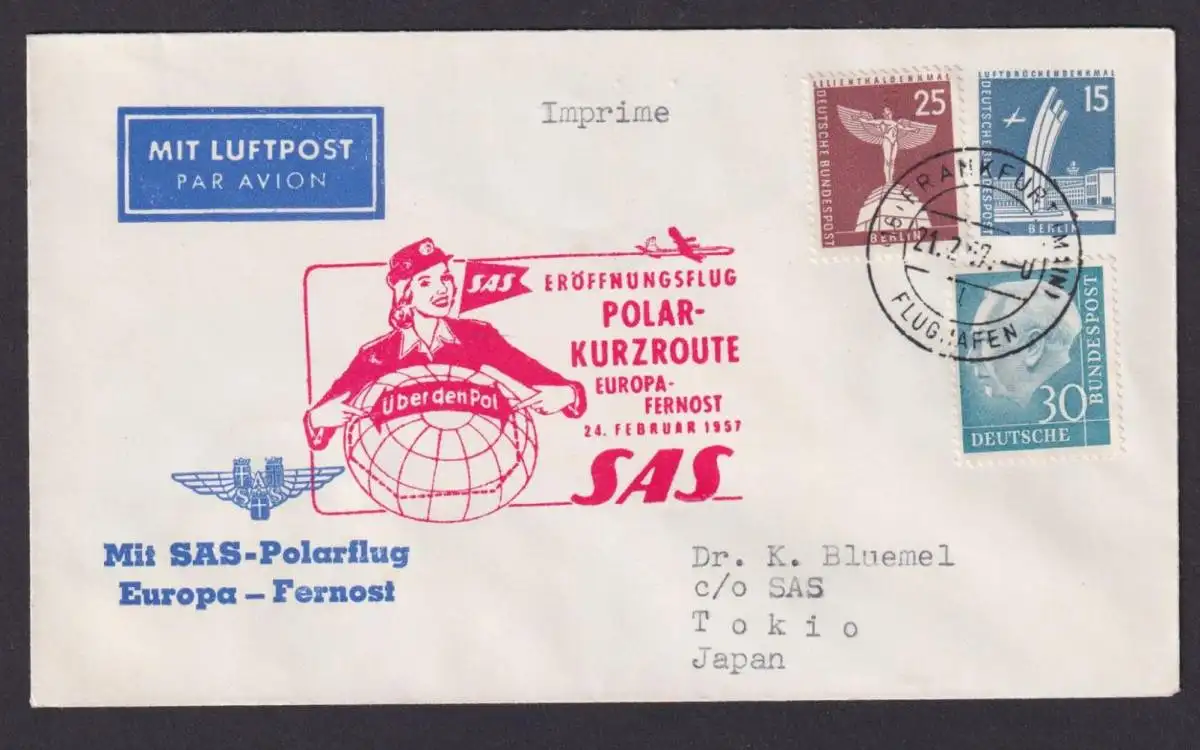 Imprime
MIT LUFTPOST
PAR AVION
LILIENTHALDENKMAL
25
DEUTSCHE BUNDESPOST
BERLIN
LUFTBRÜCKENDENKMAL
15
DEUTSCHE BUNDESPOST
BERLIN
FLUGHAFEN
30
BUNDESPOST
DEUTSCHE
SAS
ERÖFFNUNGSFLUG
POLAR-
KURZROUTE
EUROPA-
FERNOST
24. FEBRUAR 1957
SAS
Über den Pol
SAS
Mit SAS-Polarflug
Europa – Fernost
Dr. K. Bluemel
c/o SAS
Tokio
Japan